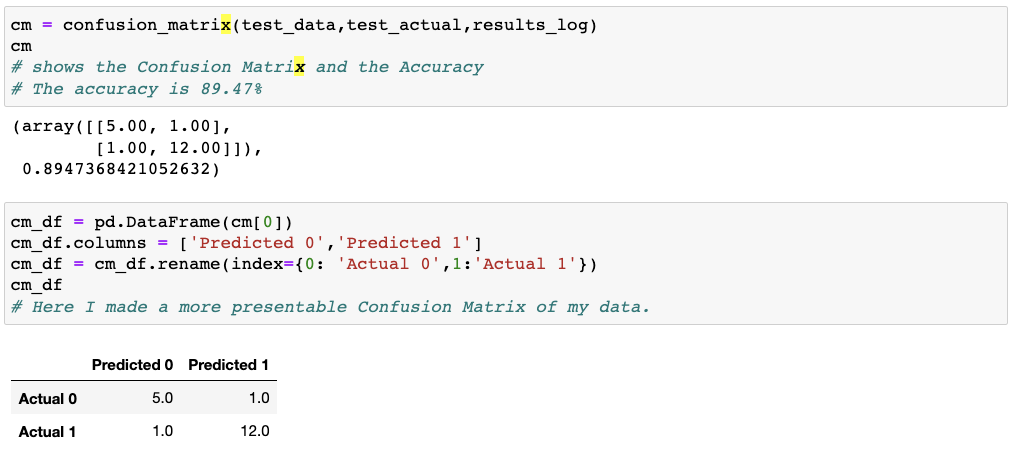 cm = confusion_matrix(test_data,test_actual,results_log)
cm
# shows the Confusion Matrix and the Accuracy
# The accuracy is 89.47%
(array([[5.00, 1.00],
        [1.00, 12.00]]),
 0.8947368421052632)
cm_df = pd.DataFrame(cm[0])
cm_df.columns = ['Predicted 0','Predicted 1']
cm_df = cm_df.rename(index={0: 'Actual 0',1:'Actual 1'})
cm_df
# Here I made a more presentable Confusion Matrix of my data.
Predicted 0 Predicted 1
Actual 0 5.0 1.0
Actual 1 1.0 12.0